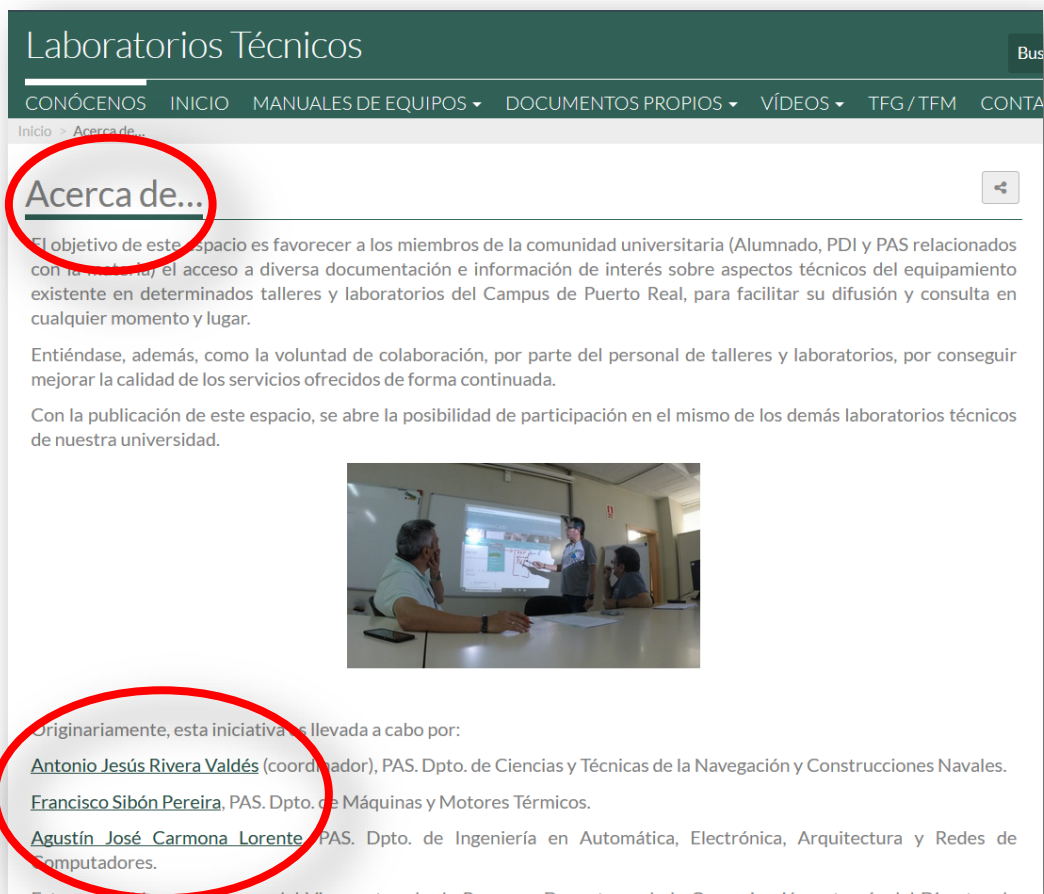 Laboratorios Técnicos
Bus
CONÓCENOS INICIO MANUALES DE EQUIPOS DOCUMENTOS PROPIOS VÍDEOS TFG / TFM CONTA
Inicio > Acerca de...
Acerca de...
El objetivo de este espacio es favorecer a los miembros de la comunidad universitaria (Alumnado, PDI y PAS relacionados
con la materia) el acceso a diversa documentación e información de interés sobre aspectos técnicos del equipamiento
existente en determinados talleres y laboratorios del Campus de Puerto Real, para facilitar su difusión y consulta en
cualquier momento y lugar.
Entiéndase, además, como la voluntad de colaboración, por parte del personal de talleres y laboratorios, por conseguir
mejorar la calidad de los servicios ofrecidos de forma continuada.
Con la publicación de este espacio, se abre la posibilidad de participación en el mismo de los demás laboratorios técnicos
de nuestra universidad.
Originariamente, esta iniciativa es llevada a cabo por:
Antonio Jesús Rivera Valdés (coordinador), PAS. Dpto. de Ciencias y Técnicas de la Navegación y Construcciones Navales.
Francisco Sibón Pereira, PAS. Dpto. de Máquinas y Motores Térmicos.
Agustín José Carmona Lorente, PAS. Dpto. de Ingeniería en Automática, Electrónica, Arquitectura y Redes de
Computadores.